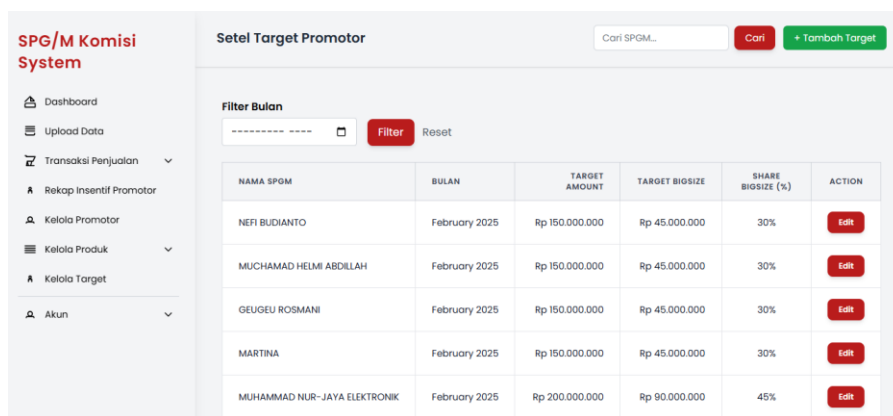 SPG/M Komisi
System
Dashboard
Upload Data
Transaksi Penjualan
Rekap Insentif Promotor
Kelola Promotor
Kelola Produk
Kelola Target
Akun
Setel Target Promotor
Cari SPGM...
Cari
+ Tambah Target
Filter Bulan
--------- ----
Filter
Reset
NAMA SPGM BULAN TARGET AMOUNT TARGET BIGSIZE SHARE BIGSIZE (%) ACTION
NEFI BUDIANTO February 2025 Rp 150.000.000 Rp 45.000.000 30% Edit
MUCHAMAD HELMI ABDILLAH February 2025 Rp 150.000.000 Rp 45.000.000 30% Edit
GEUGEU ROSMANI February 2025 Rp 150.000.000 Rp 45.000.000 30% Edit
MARTINA February 2025 Rp 150.000.000 Rp 45.000.000 30% Edit
MUHAMMAD NUR-JAYA ELEKTRONIK February 2025 Rp 200.000.000 Rp 90.000.000 45% Edit